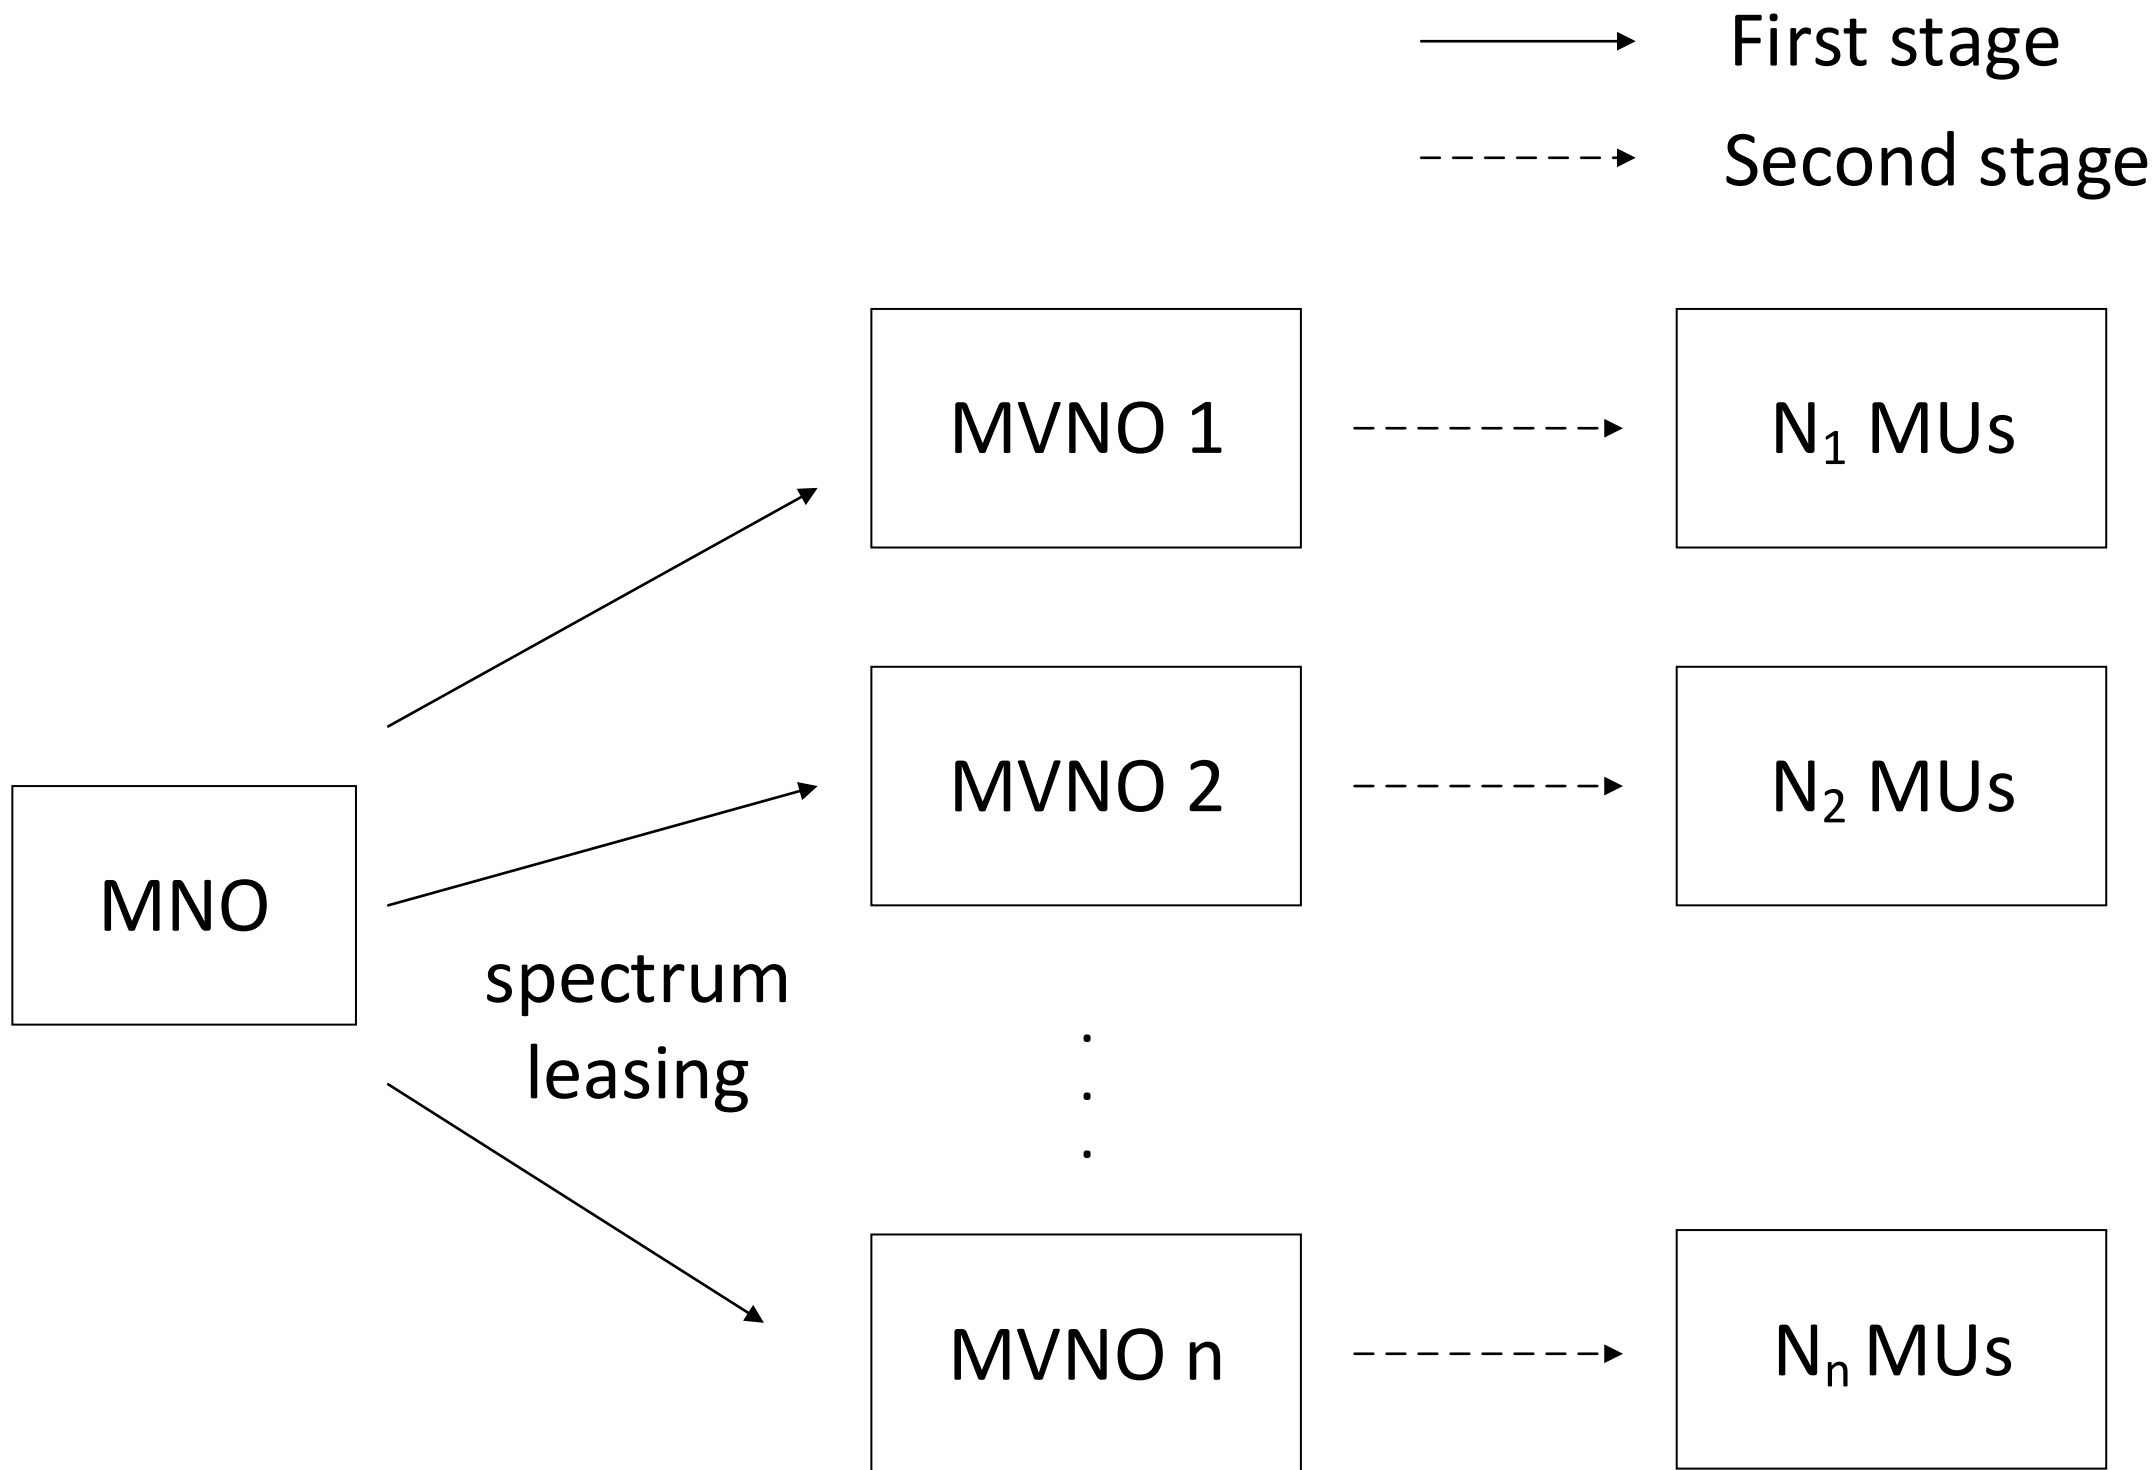 First stage
Second stage
MVNO 1
N₁ MUs
MVNO 2
N₂ MUs
MNO
spectrum
leasing
.
.
.
MVNO n
Nₙ MUs